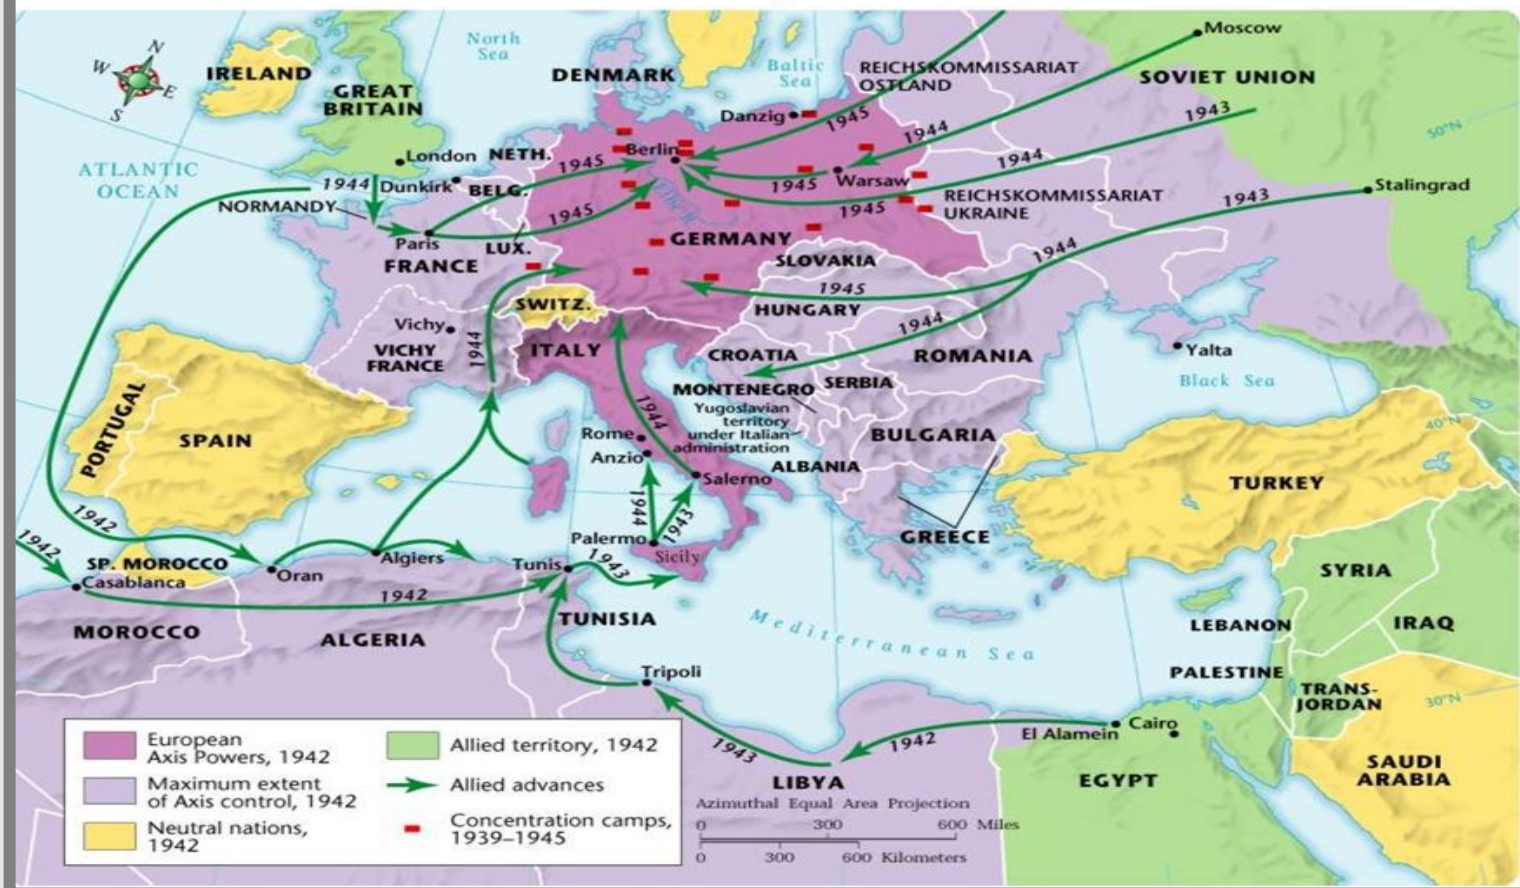 Moscow
North
Sea
N
W
E
S
IRELAND
GREAT
BRITAIN
DENMARK
Baltic
Sea
REICHSKOMMISSARIAT
OSTLAND
SOVIET UNION
Danzig
1945
1944
1943
50°N
ATLANTIC
OCEAN
London
NETH.
1945
Berlin
1944
1944
Dunkirk
BELG.
1945
Warsaw
REICHSKOMMISSARIAT
UKRAINE
1943
Stalingrad
NORMANDY
1945
1945
Paris
LUX.
GERMANY
1944
FRANCE
SLOVAKIA
1945
SWITZ.
HUNGARY
Vichy
1944
1944
VICHY
FRANCE
ITALY
CROATIA
ROMANIA
Yalta
MONTENEGRO
SERBIA
Black Sea
PORTUGAL
SPAIN
1944
Yugoslavian
territory
under Italian
administration
Rome
Anzio
BULGARIA
40°N
ALBANIA
Salerno
TURKEY
1942
1944
1943
GREECE
1942
Palermo
Sicily
SP. MOROCCO
Algiers
Tunis
1943
SYRIA
Casablanca
Oran
1942
TUNISIA
MOROCCO
ALGERIA
Mediterranean Sea
LEBANON
IRAQ
Tripoli
PALESTINE
TRANS-
JORDAN
30°N
1943
1942
El Alamein
Cairo
LIBYA
EGYPT
SAUDI
ARABIA
European
Axis Powers, 1942
Maximum extent
of Axis control, 1942
Neutral nations,
1942
Allied territory, 1942
Allied advances
Concentration camps,
1939–1945
Azimuthal Equal Area Projection
0 300 600 Miles
0 300 600 Kilometers